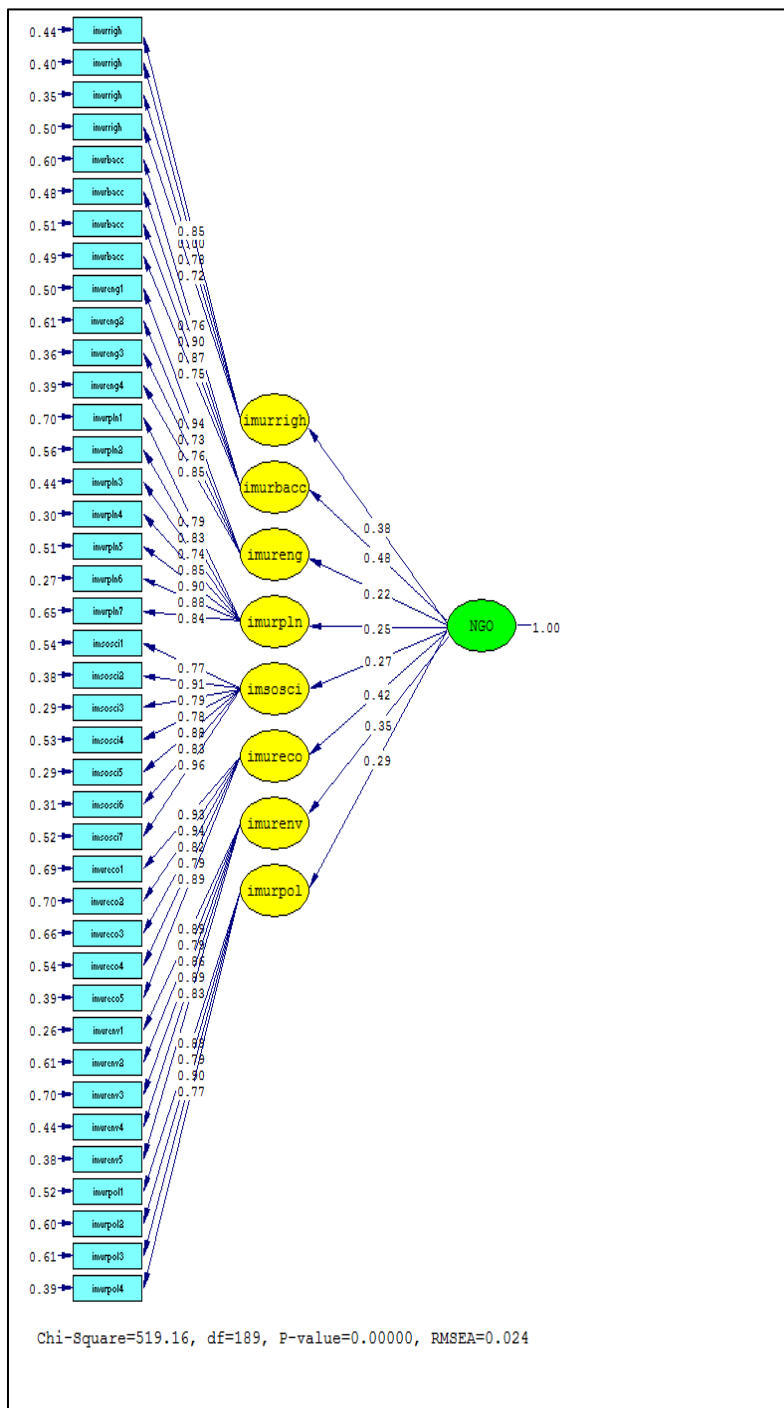 0.44 imurrigh
0.40 imurrigh
0.35 imurrigh
0.50 imurrigh
0.60 imurbacc
0.48 imurbacc
0.51 imurbacc
0.49 imurbacc
0.50 imureng1
0.61 imureng2
0.36 imureng3
0.39 imureng4
0.70 imurpln1
0.56 imurpln2
0.44 imurpln3
0.30 imurpln4
0.51 imurpln5
0.27 imurpln6
0.65 imurpln7
0.54 imsosci1
0.38 imsosci2
0.29 imsosci3
0.53 imsosci4
0.29 imsosci5
0.31 imsosci6
0.52 imsosci7
0.69 imureco1
0.70 imureco2
0.66 imureco3
0.54 imureco4
0.39 imureco5
0.26 imurenv1
0.61 imurenv2
0.70 imurenv3
0.44 imurenv4
0.38 imurenv5
0.52 imurpol1
0.60 imurpol2
0.61 imurpol3
0.39 imurpol4
0.85
0.78
0.72
0.76
0.90
0.87
0.75
0.94
0.73
0.76
0.85
0.79
0.83
0.74
0.85
0.90
0.88
0.84
0.77
0.91
0.79
0.78
0.83
0.96
0.93
0.94
0.82
0.79
0.89
0.89
0.79
0.86
0.89
0.83
0.79
0.90
0.77
imurrigh
imurbacc
imureng
imurpln
imsosci
imureco
imurenv
imurpol
0.38
0.48
0.22
0.25
0.27
0.42
0.35
0.29
NGO
1.00
Chi-Square=519.16, df=189, P-value=0.00000, RMSEA=0.024